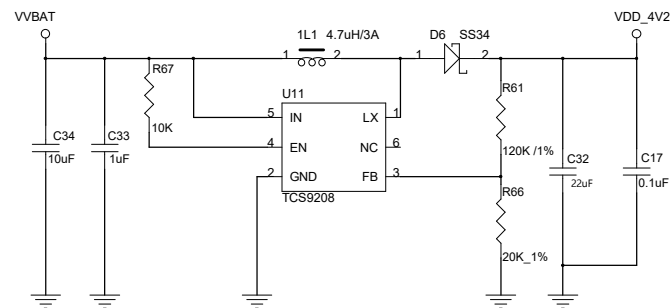 VVBAT
1L1 4.7uH/3A
D6 SS34
VDD_4V2
1 2
1 2
R67
U11
R61
10K
5 IN LX 1
C34
10uF
C33
1uF
4 EN NC 6
120K /1%
C32
22uF
C17
0.1uF
2 GND FB 3
R66
TCS9208
20K_1%